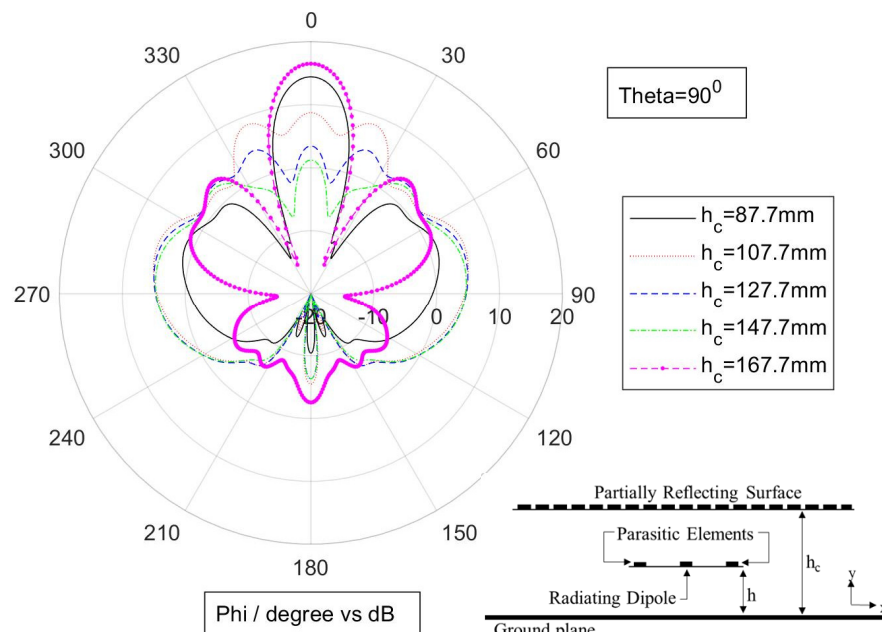 0
30
60
90
120
150
180
210
240
270
300
330
-20
-10
0
10
20
Theta=90⁰
h_c=87.7mm
h_c=107.7mm
h_c=127.7mm
h_c=147.7mm
h_c=167.7mm
Phi / degree vs dB
Partially Reflecting Surface
Parasitic Elements
h_c
Radiating Dipole
h
y
Ground plane